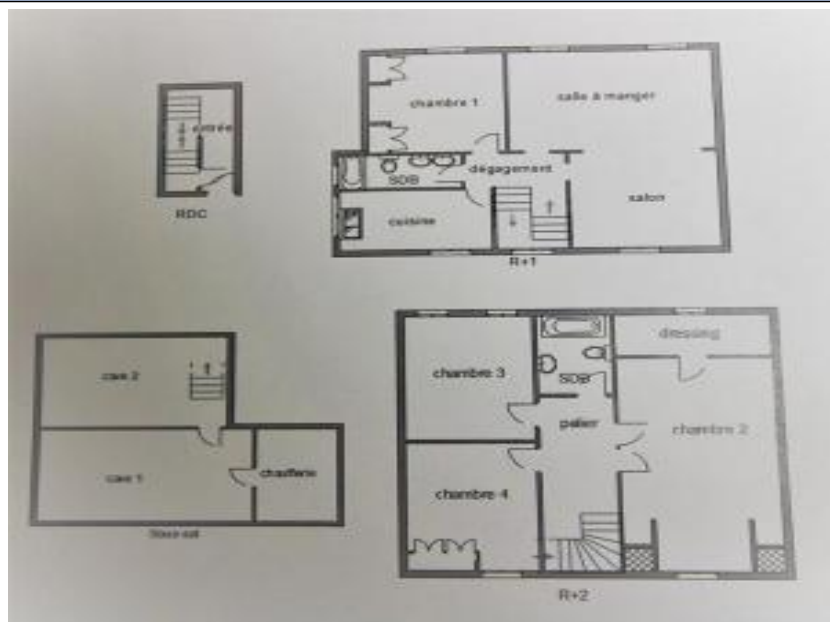 entrée
RDC
chambre 1
salle à manger
SDB
dégagement
cuisine
salon
R+1
cave 2
cave 1
chaufferie
Sous-sol
chambre 3
SDB
dressing
palier
chambre 2
chambre 4
R+2